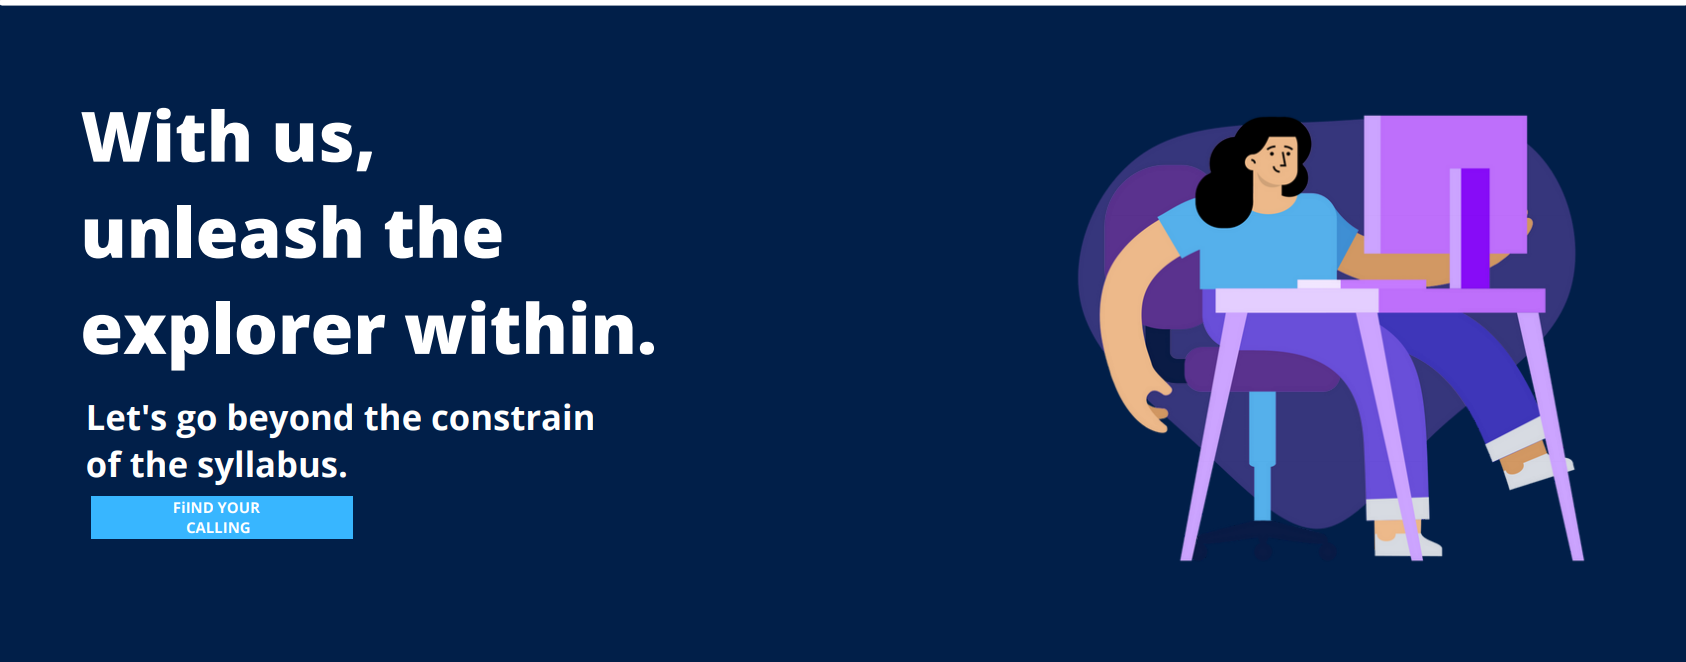 With us,
unleash the
explorer within.
Let's go beyond the constrain
of the syllabus.
FiIND YOUR
CALLING